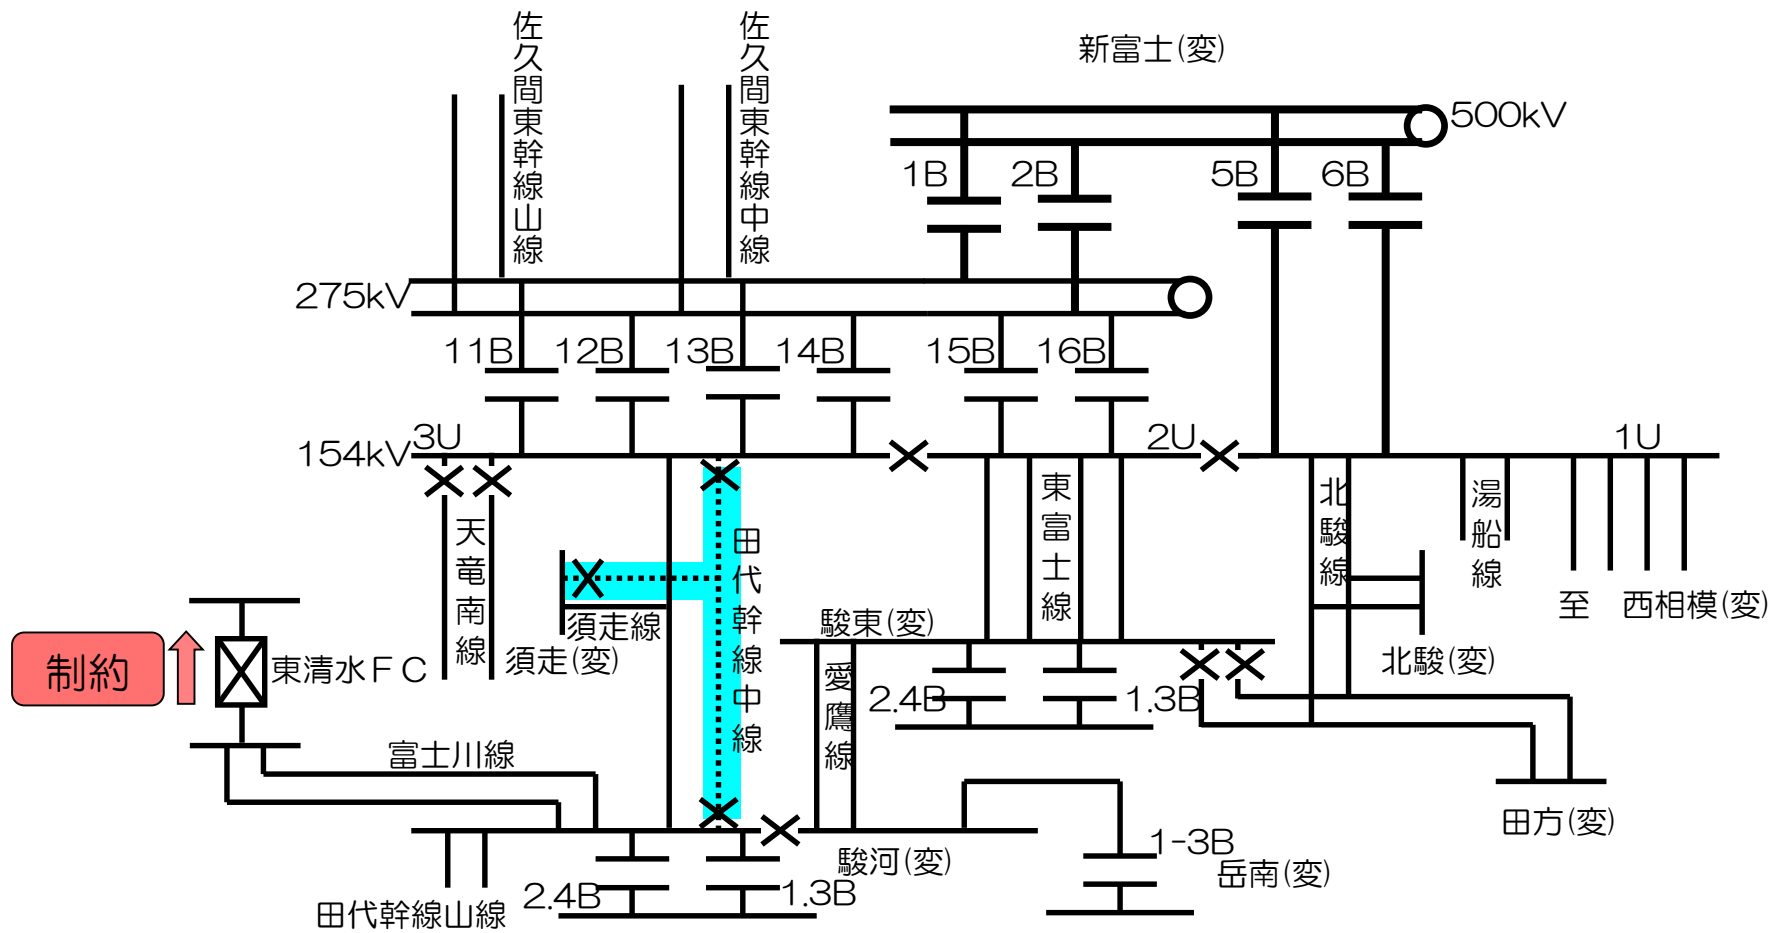 新富士(変)
佐久間東幹線山線
佐久間東幹線中線
500kV
1B
2B
5B
6B
275kV
11B
12B
13B
14B
15B
16B
154kV
3U
2U
1U
天竜南線
田代幹線中線
東富士線
北駿線
湯船線
至 西相模(変)
須走線
須走(変)
駿東(変)
北駿(変)
制約
東清水FC
愛鷹線
2.4B
1.3B
富士川線
田方(変)
駿河(変)
1-3B
岳南(変)
2.4B
1.3B
田代幹線山線